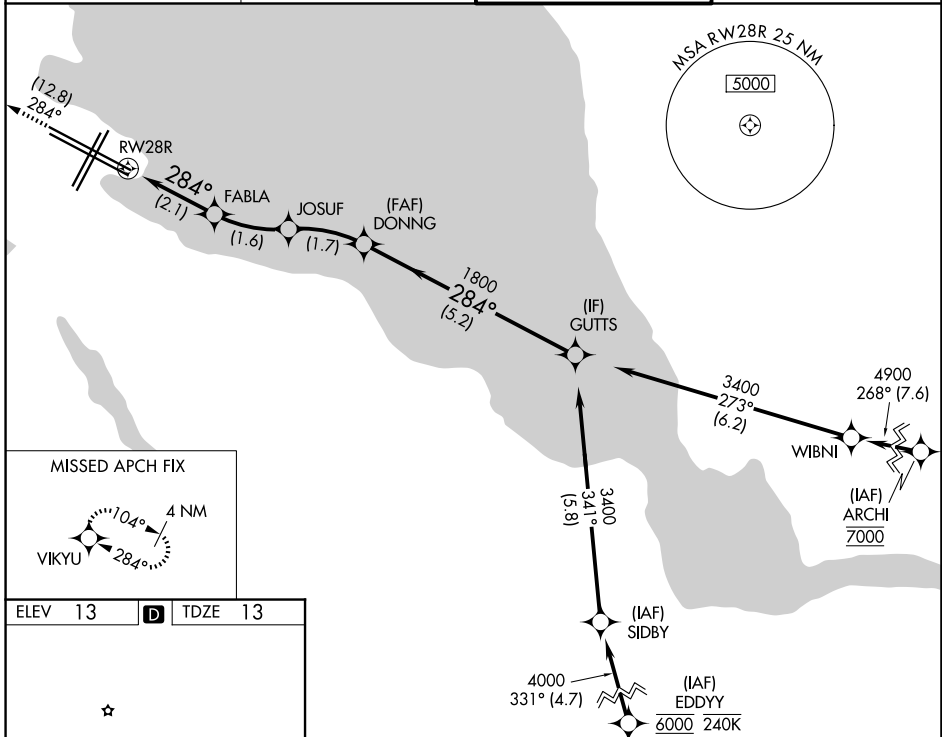 MSA RW28R 25 NM
5000
(12.8)
284°
RW28R
284°
(2.1)
FABLA
(1.6)
JOSUF
(1.7)
(FAF)
DONNG
1800
284°
(5.2)
(IF)
GUTTS
3400
273°
(6.2)
4900
268° (7.6)
WIBNI
(IAF)
ARCHI
7000
3400
341°
(5.8)
(IAF)
SIDBY
4000
331° (4.7)
(IAF)
EDDYY
6000 240K
MISSED APCH FIX
104°
4 NM
284°
VIKYU
ELEV 13 D TDZE 13